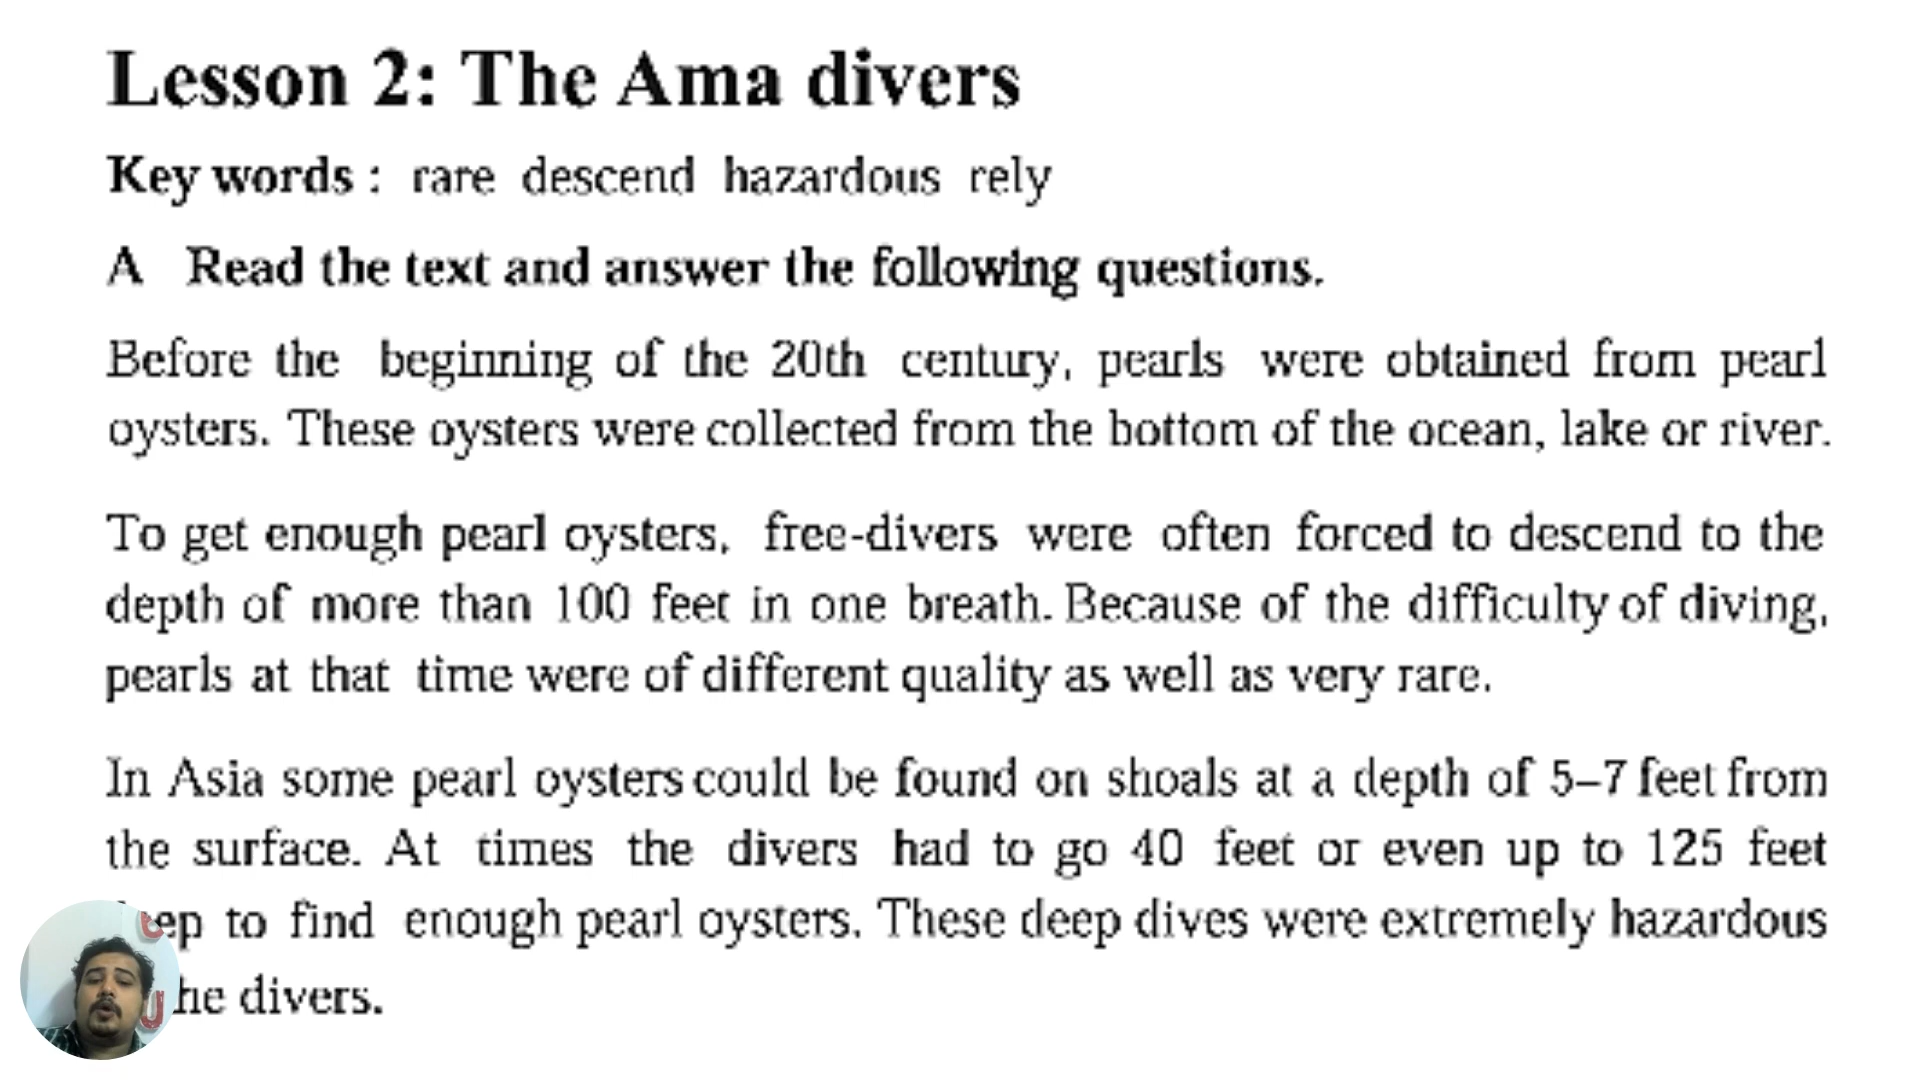 Lesson 2: The Ama divers
Key words : rare descend hazardous rely
A Read the text and answer the following questions.
Before the beginning of the 20th century, pearls were obtained from pearl
oysters. These oysters were collected from the bottom of the ocean, lake or river.
To get enough pearl oysters, free-divers were often forced to descend to the
depth of more than 100 feet in one breath. Because of the difficulty of diving,
pearls at that time were of different quality as well as very rare.
In Asia some pearl oysters could be found on shoals at a depth of 5–7 feet from
the surface. At times the divers had to go 40 feet or even up to 125 feet
to find enough pearl oysters. These deep dives were extremely hazardous
divers.